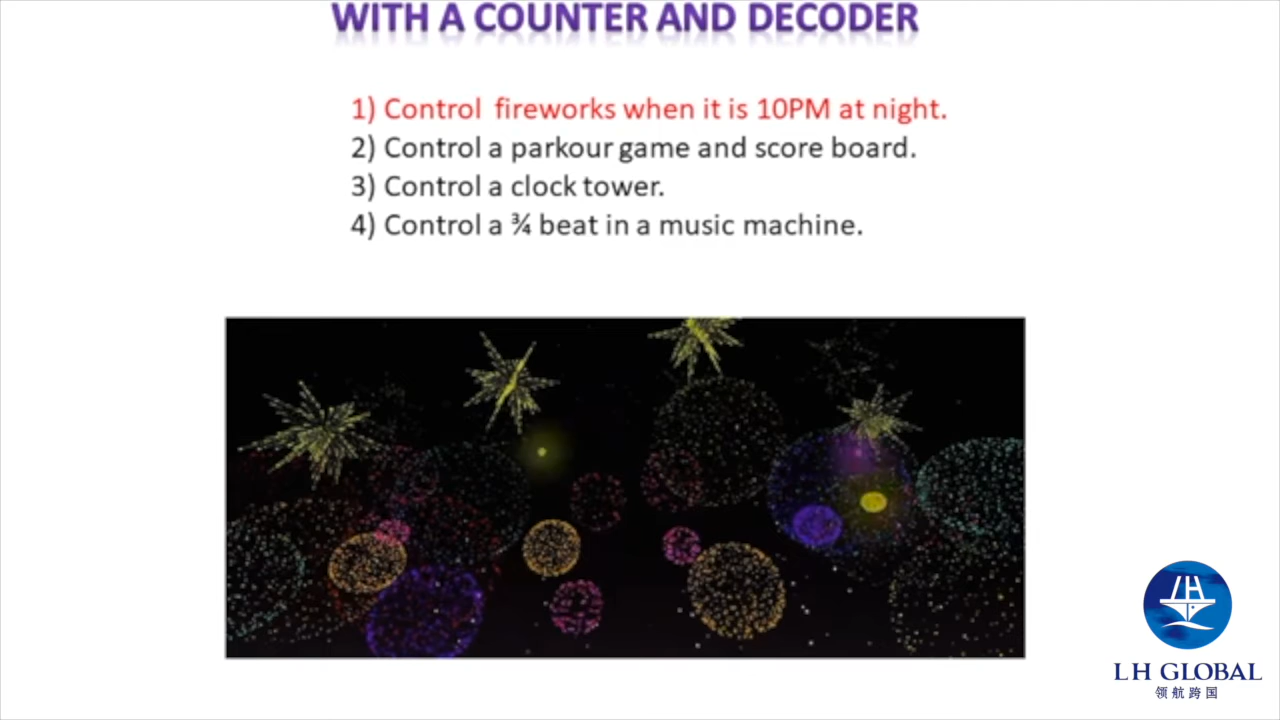 WITH A COUNTER AND DECODER
1) Control fireworks when it is 10PM at night.
2) Control a parkour game and score board.
3) Control a clock tower.
4) Control a ¾ beat in a music machine.
LH
LH GLOBAL
领航跨国